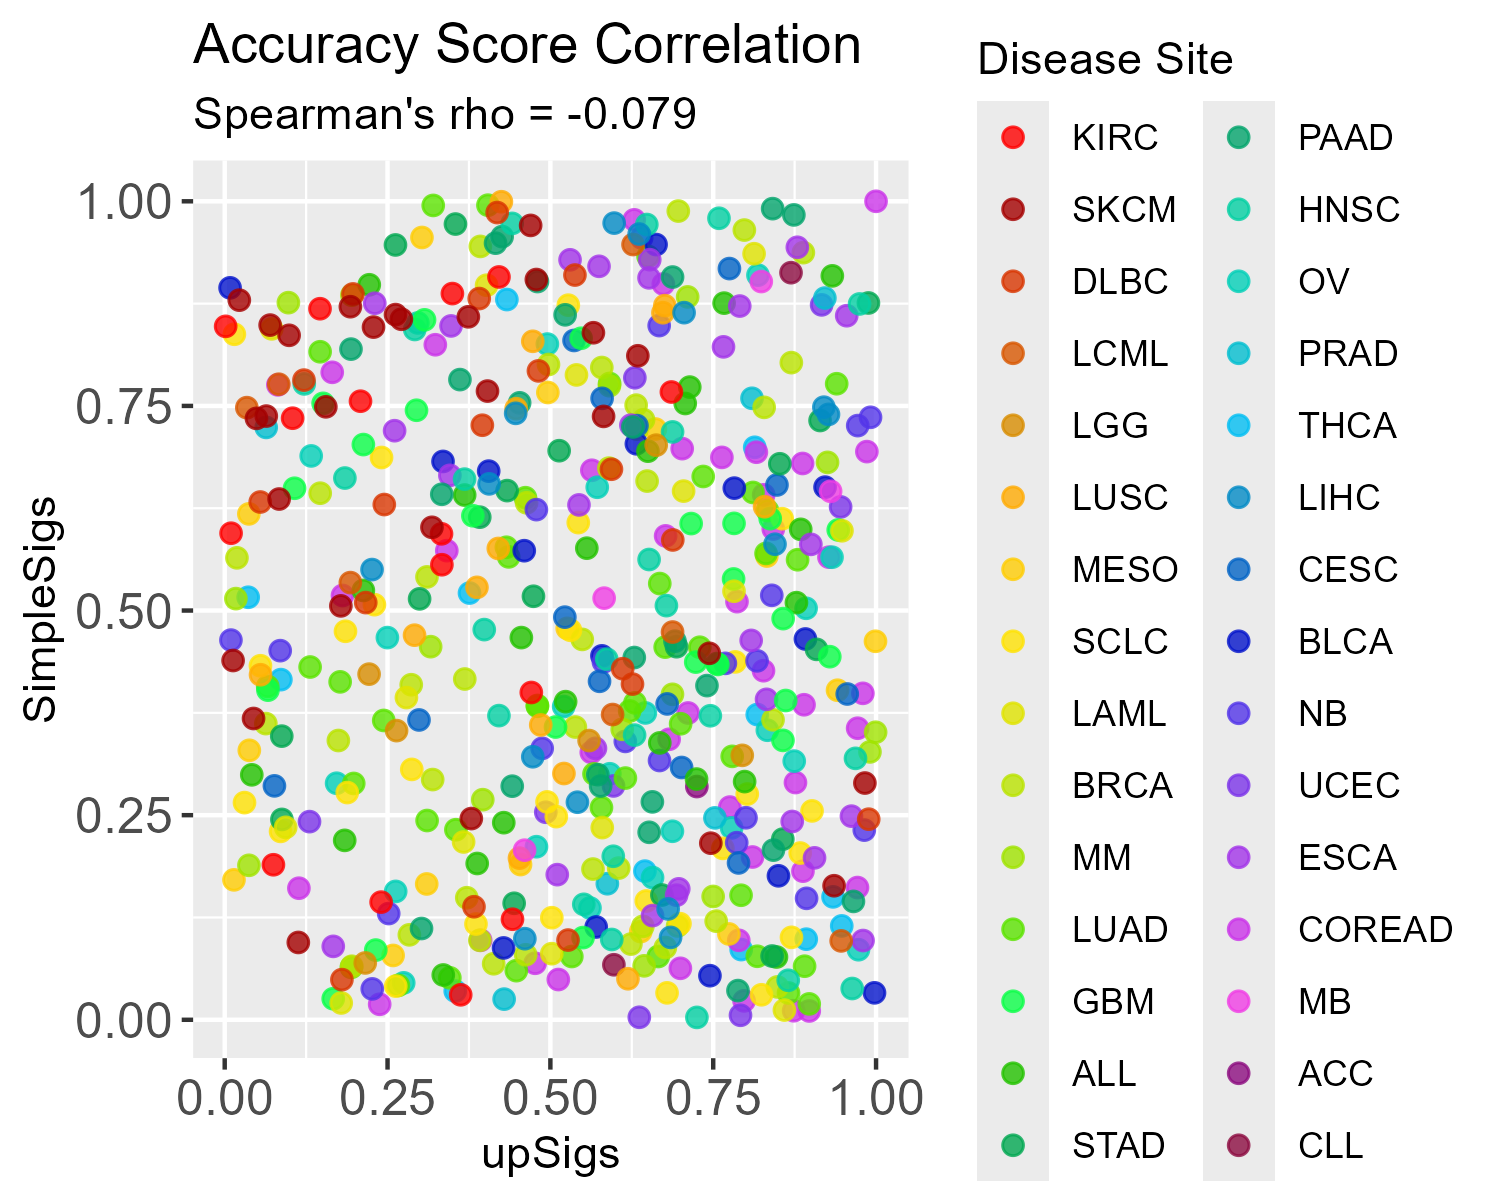 Accuracy Score Correlation
Spearman's rho = -0.079
1.00
0.75
0.50
0.25
0.00
SimpleSigs
0.00 0.25 0.50 0.75 1.00
upSigs
Disease Site
KIRC
SKCM
DLBC
LCML
LGG
LUSC
MESO
SCLC
LAML
BRCA
MM
LUAD
GBM
ALL
STAD
PAAD
HNSC
OV
PRAD
THCA
LIHC
CESC
BLCA
NB
UCEC
ESCA
COREAD
MB
ACC
CLL